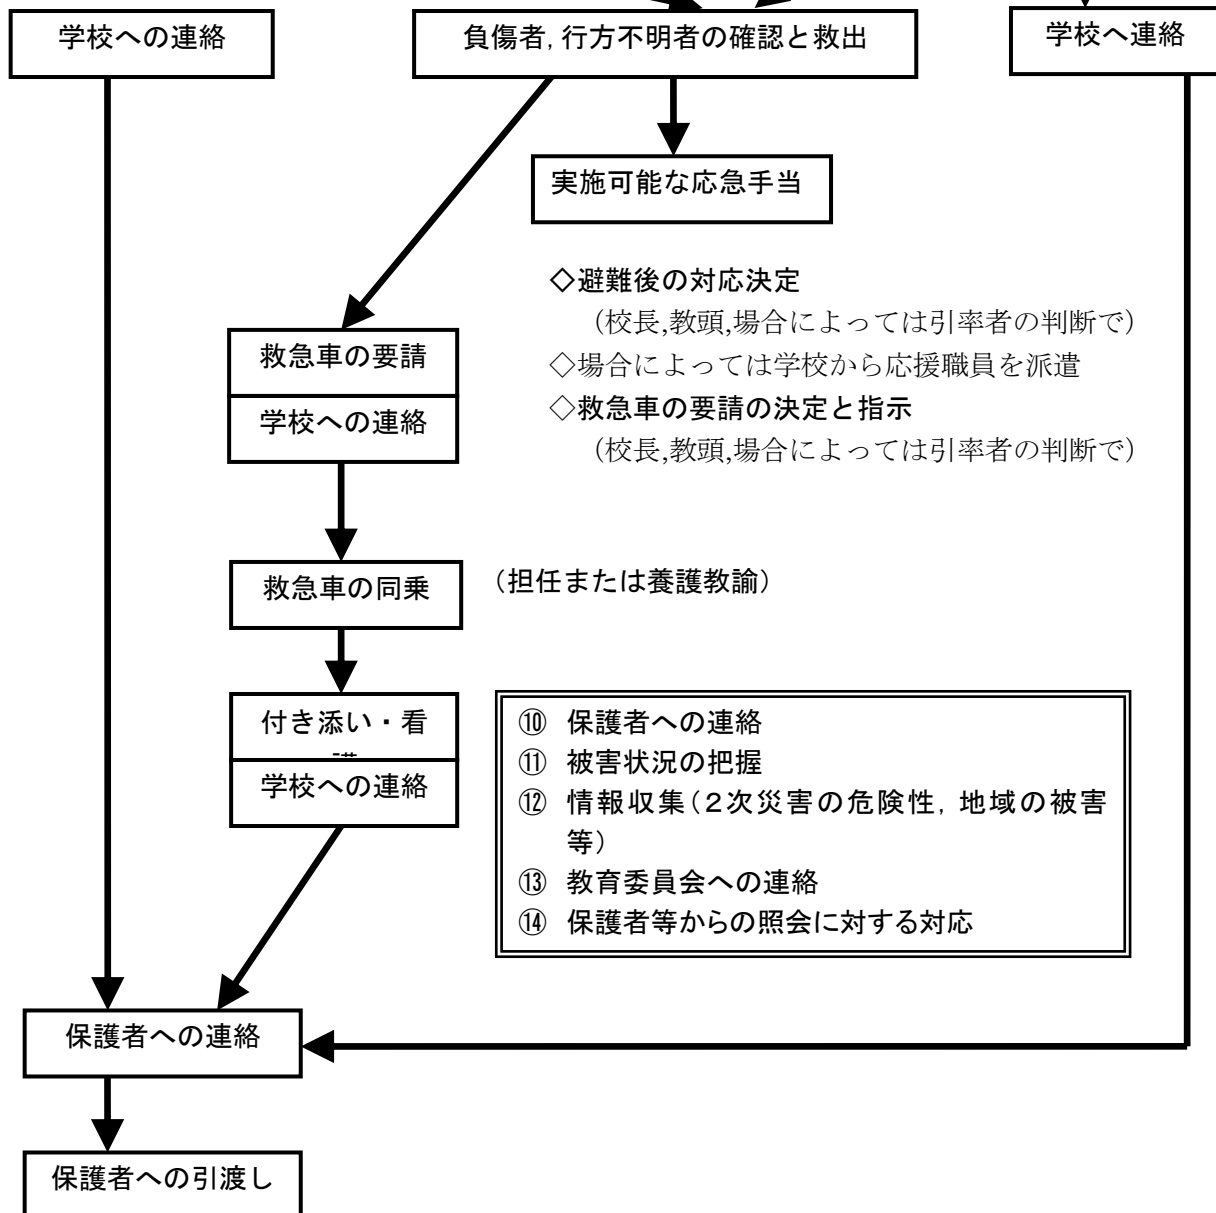 学校への連絡
負傷者，行方不明者の確認と救出
学校へ連絡
実施可能な応急手当
◇避難後の対応決定
（校長,教頭,場合によっては引率者の判断で）
◇場合によっては学校から応援職員を派遣
◇救急車の要請の決定と指示
（校長,教頭,場合によっては引率者の判断で）
救急車の要請
学校への連絡
救急車の同乗
（担任または養護教諭）
付き添い・看
学校への連絡
⑩ 保護者への連絡
⑪ 被害状況の把握
⑫ 情報収集（２次災害の危険性，地域の被害
等）
⑬ 教育委員会への連絡
⑭ 保護者等からの照会に対する対応
保護者への連絡
保護者への引渡し